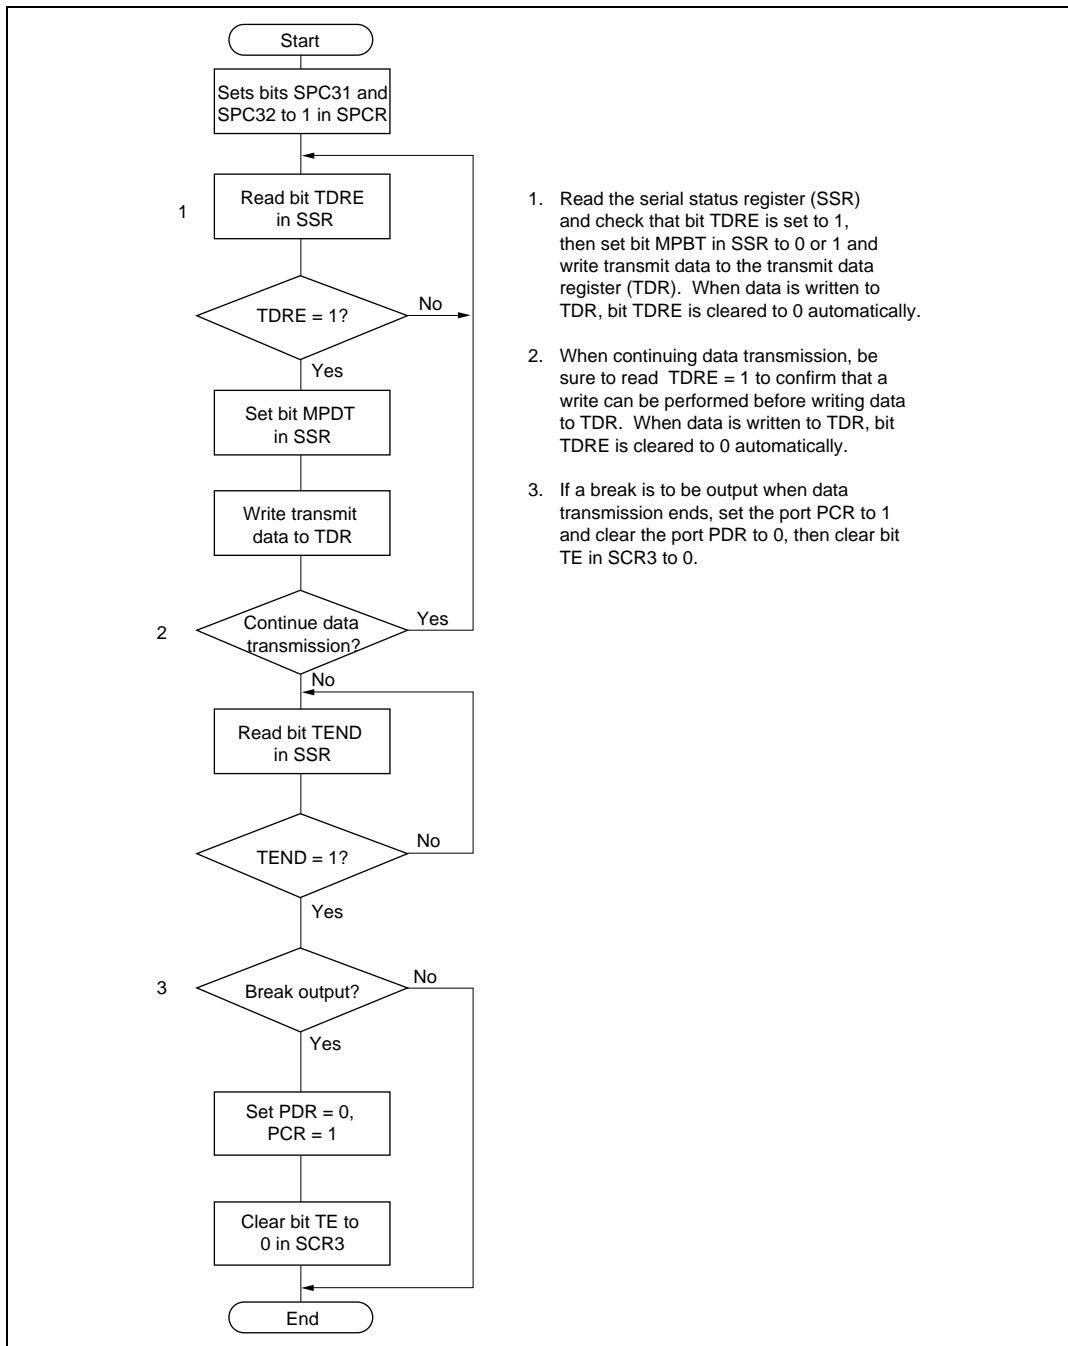 Start
Sets bits SPC31 and
SPC32 to 1 in SPCR
1
Read bit TDRE
in SSR
TDRE = 1?
No
Yes
Set bit MPDT
in SSR
Write transmit
data to TDR
2
Continue data
transmission?
Yes
No
Read bit TEND
in SSR
TEND = 1?
No
Yes
3
Break output?
No
Yes
Set PDR = 0,
PCR = 1
Clear bit TE to
0 in SCR3
End
1. Read the serial status register (SSR)
and check that bit TDRE is set to 1,
then set bit MPBT in SSR to 0 or 1 and
write transmit data to the transmit data
register (TDR). When data is written to
TDR, bit TDRE is cleared to 0 automatically.
2. When continuing data transmission, be
sure to read TDRE = 1 to confirm that a
write can be performed before writing data
to TDR. When data is written to TDR, bit
TDRE is cleared to 0 automatically.
3. If a break is to be output when data
transmission ends, set the port PCR to 1
and clear the port PDR to 0, then clear bit
TE in SCR3 to 0.